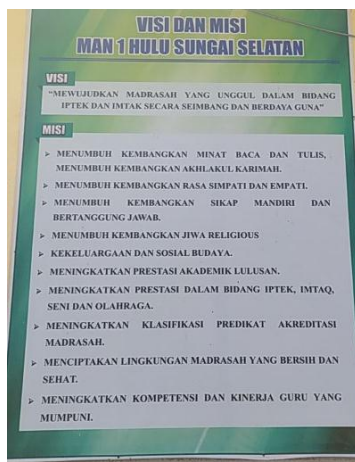 VISI DAN MISI
MAN 1 HULU SUNGAI SELATAN
VISI
"MEWUJUDKAN MADRASAH YANG UNGGUL DALAM BIDANG
IPTEK DAN IMTAK SECARA SEIMBANG DAN BERDAYA GUNA"
MISI
➢ MENUMBUH KEMBANGKAN MINAT BACA DAN TULIS,
MENUMBUH KEMBANGKAN AKHLAKUL KARIMAH.
➢ MENUMBUH KEMBANGKAN RASA SIMPATI DAN EMPATI.
➢ MENUMBUH KEMBANGKAN SIKAP MANDIRI DAN
BERTANGGUNG JAWAB.
➢ MENUMBUH KEMBANGKAN JIWA RELIGIOUS
➢ KEKELUARGAAN DAN SOSIAL BUDAYA.
➢ MENINGKATKAN PRESTASI AKADEMIK LULUSAN.
➢ MENINGKATKAN PRESTASI DALAM BIDANG IPTEK, IMTAQ,
SENI DAN OLAHRAGA.
➢ MENINGKATKAN KLASIFIKASI PREDIKAT AKREDITASI
MADRASAH.
➢ MENCIPTAKAN LINGKUNGAN MADRASAH YANG BERSIH DAN
SEHAT.
➢ MENINGKATKAN KOMPETENSI DAN KINERJA GURU YANG
MUMPUNI.